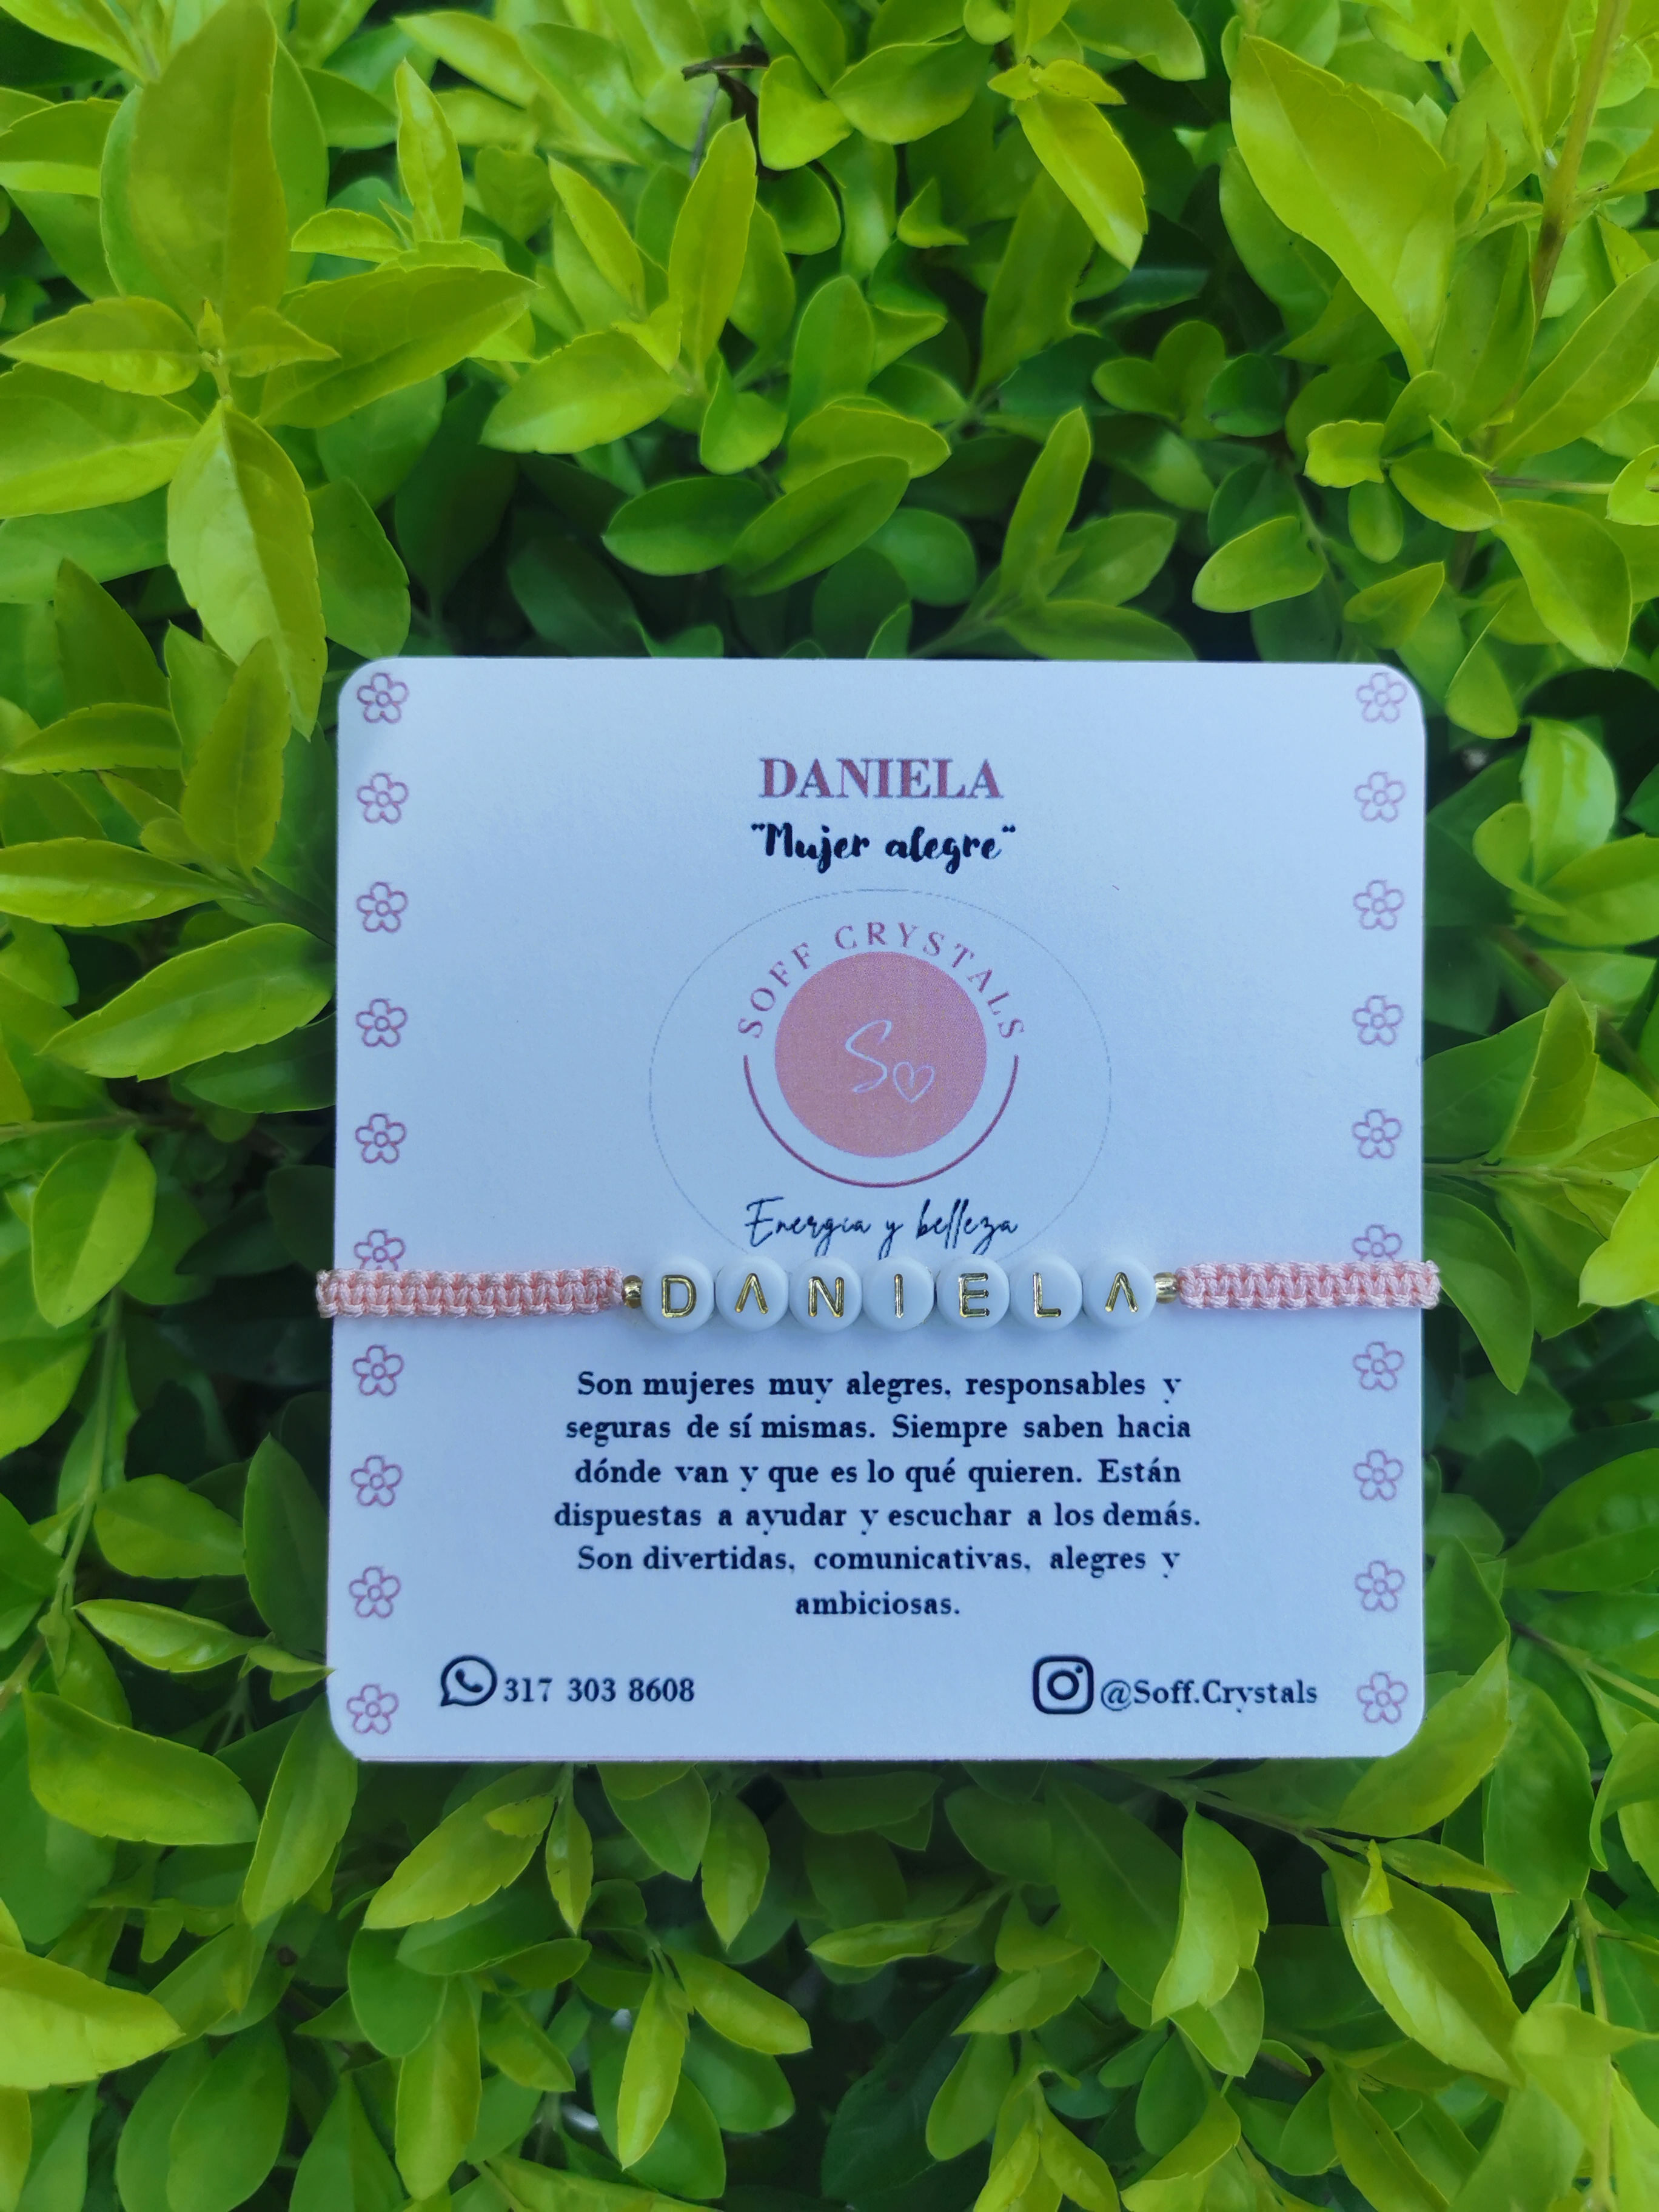 DANIELA
"Mujer alegre"
SOFF CRYSTALS
S
Energía y belleza
DANIELA
Son mujeres muy alegres, responsables y
seguras de sí mismas. Siempre saben hacia
dónde van y que es lo qué quieren. Están
dispuestas a ayudar y escuchar a los demás.
Son divertidas, comunicativas, alegres y
ambiciosas.
317 303 8608
@Soff.Crystals